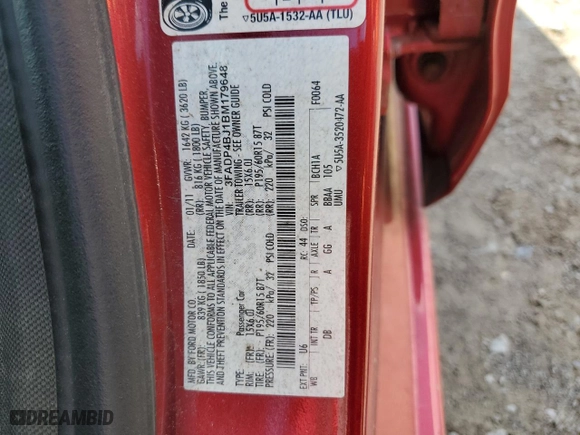 The
5U5A-1532-AA (TLU)
MFD. BY FORD MOTOR CO.
DATE: 01/11 GVWR: 1642 KG ( 3620 LB)
GAWR: (FR): 839 KG ( 1850 LB) (RR): 816 KG ( 1800 LB)
THIS VEHICLE CONFORMS TO ALL APPLICABLE FEDERAL MOTOR VEHICLE SAFETY, BUMPER,
AND THEFT PREVENTION STANDARDS IN EFFECT ON THE DATE OF MANUFACTURE SHOWN ABOVE.
VIN: 3FADP4BJ1BM179648
TYPE: Passenger Car TRAILER TOWING - SEE OWNER GUIDE
RIM: (FR): 15X6.0J (RR): 15X6.0J
TIRE: (FR): P195/60R15 87T (RR): P195/60R15 87T
PRESSURE: (FR): 220 kPa/ 32 PSI COLD (RR): 220 kPa/ 32 PSI COLD
EXT PNT: U6 RC: 44 DSO: F0064
WB INT TR TP/PS R AXLE TR SPR BCH1A
DB A GG A BBAA 105
UMU
5U5A-3520472-AA
DREAMBID